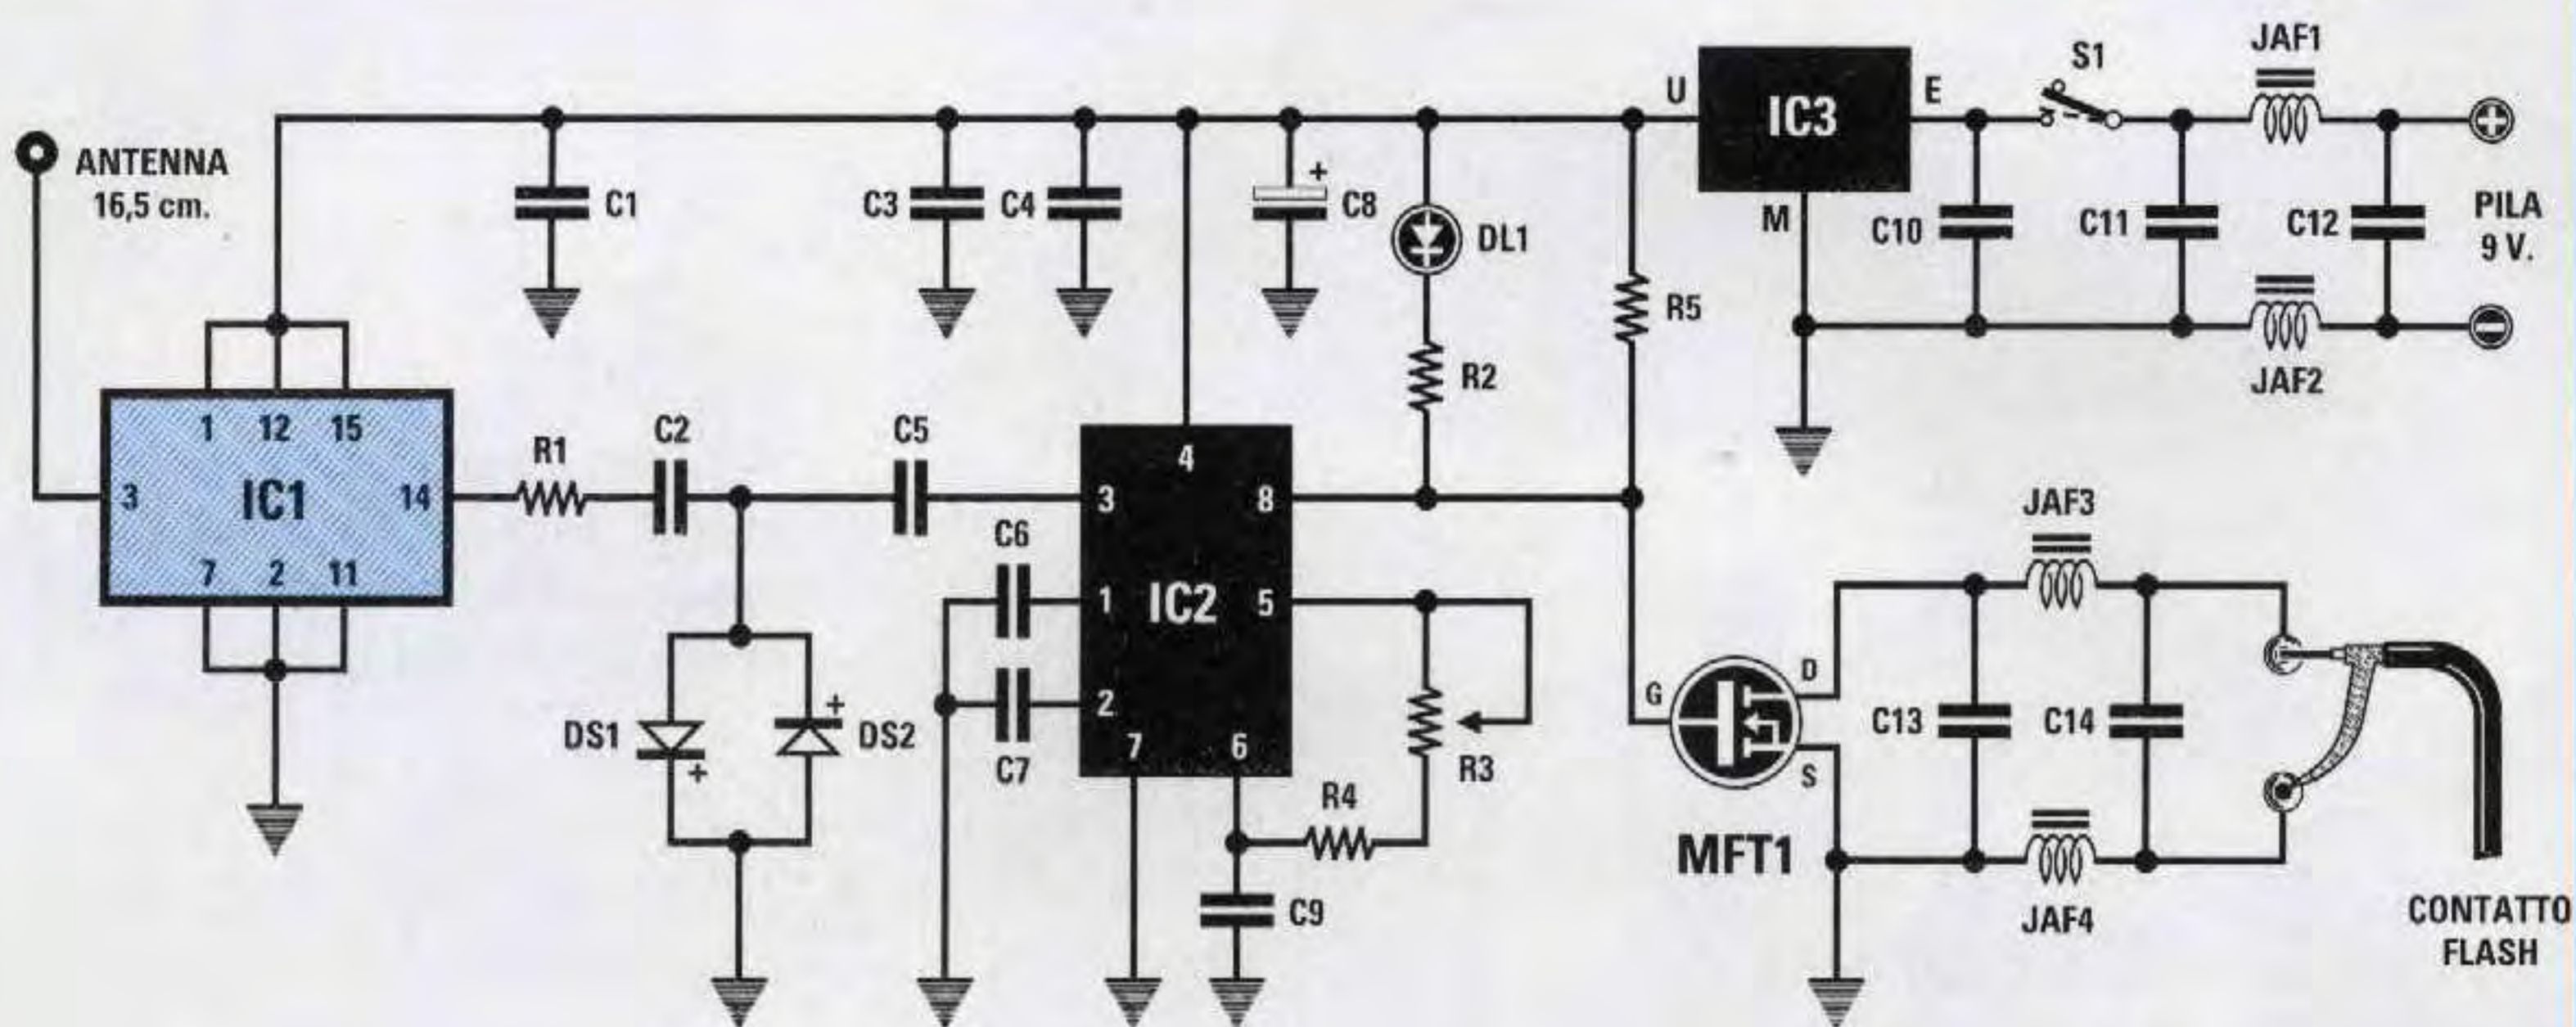 ANTENNA
16,5 cm.
C1
C3
C4
+
C8
DL1
R2
R5
U
IC3
E
M
S1
JAF1
C10
C11
C12
PILA
9 V.
JAF2
+
−
1 12 15
3 IC1 14
7 2 11
R1
C2
C5
DS1
+
+
DS2
C6
C7
4
3 8
1 IC2 5
2
7 6
R3
R4
C9
G
D
S
MFT1
JAF3
C13
C14
JAF4
CONTATTO
FLASH